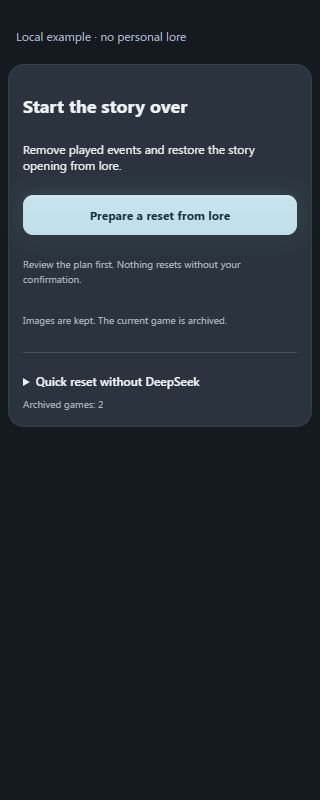 Local example · no personal lore
Start the story over
Remove played events and restore the story
opening from lore.
Prepare a reset from lore
Review the plan first. Nothing resets without your
confirmation.
Images are kept. The current game is archived.
Quick reset without DeepSeek
Archived games: 2